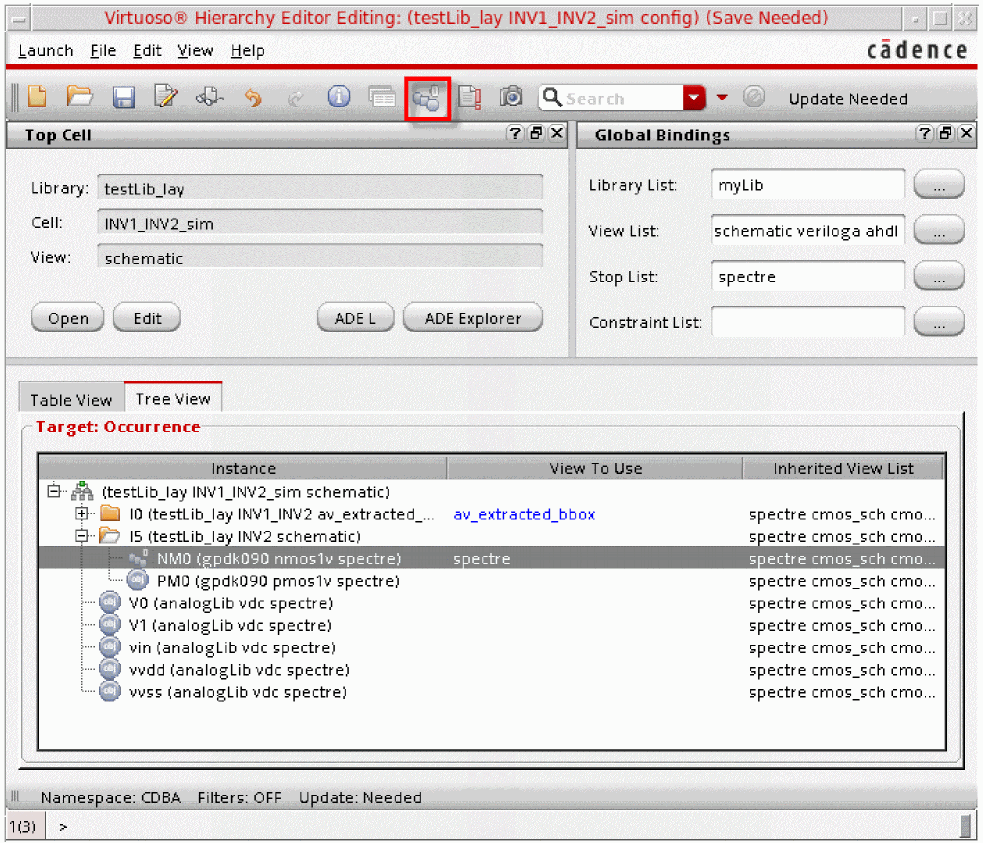 Virtuoso® Hierarchy Editor Editing: (testLib_lay INV1_INV2_sim config) (Save Needed)
Launch File Edit View Help cādence
Search Update Needed
Top Cell
Library: testLib_lay
Cell: INV1_INV2_sim
View: schematic
Open Edit ADE L ADE Explorer
Global Bindings
Library List: myLib ...
View List: schematic veriloga ahdl ...
Stop List: spectre ...
Constraint List: ...
Table View Tree View
Target: Occurrence
Instance View To Use Inherited View List
(testLib_lay INV1_INV2_sim schematic)
I0 (testLib_lay INV1_INV2 av_extracted_... av_extracted_bbox spectre cmos_sch cmo...
I5 (testLib_lay INV2 schematic) spectre cmos_sch cmo...
NM0 (gpdk090 nmos1v spectre) spectre spectre cmos_sch cmo...
PM0 (gpdk090 pmos1v spectre) spectre cmos_sch cmo...
V0 (analogLib vdc spectre) spectre cmos_sch cmo...
V1 (analogLib vdc spectre) spectre cmos_sch cmo...
vin (analogLib vdc spectre) spectre cmos_sch cmo...
vvdd (analogLib vdc spectre) spectre cmos_sch cmo...
vvss (analogLib vdc spectre) spectre cmos_sch cmo...
Namespace: CDBA Filters: OFF Update: Needed
1(3) >